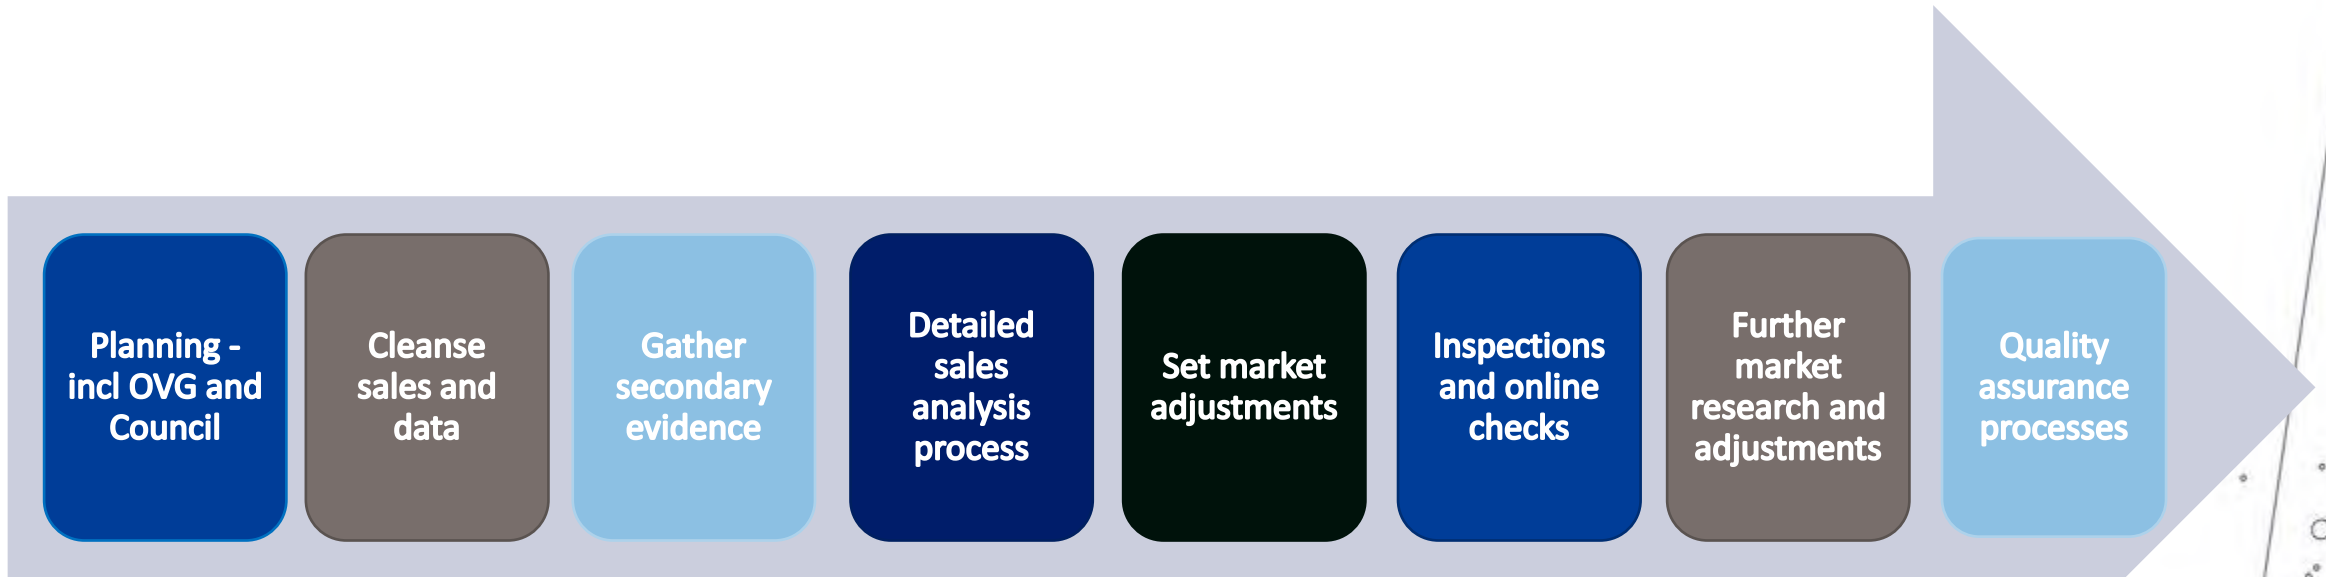 Planning -
incl OVG and
Council
Cleanse
sales and
data
Gather
secondary
evidence
Detailed
sales
analysis
process
Set market
adjustments
Inspections
and online
checks
Further
market
research and
adjustments
Quality
assurance
processes